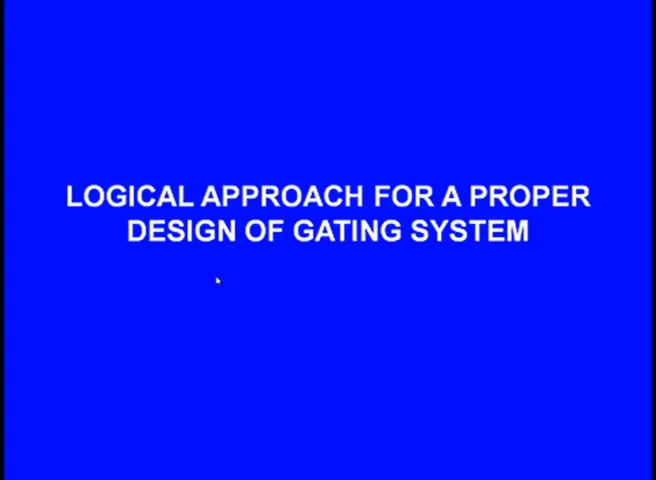 LOGICAL APPROACH FOR A PROPER
DESIGN OF GATING SYSTEM